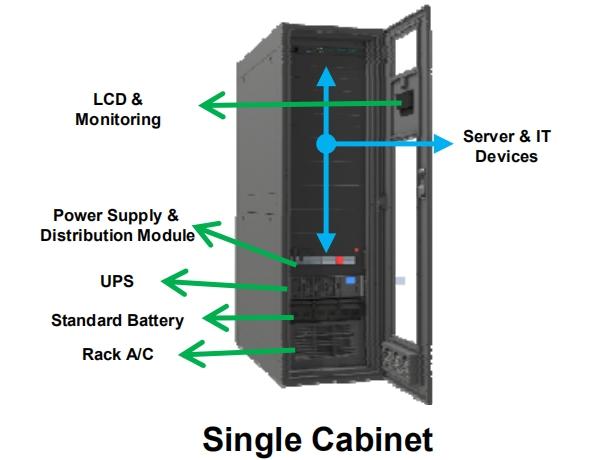 LCD &
Monitoring
Server & IT
Devices
Power Supply &
Distribution Module
UPS
Standard Battery
Rack A/C
Single Cabinet